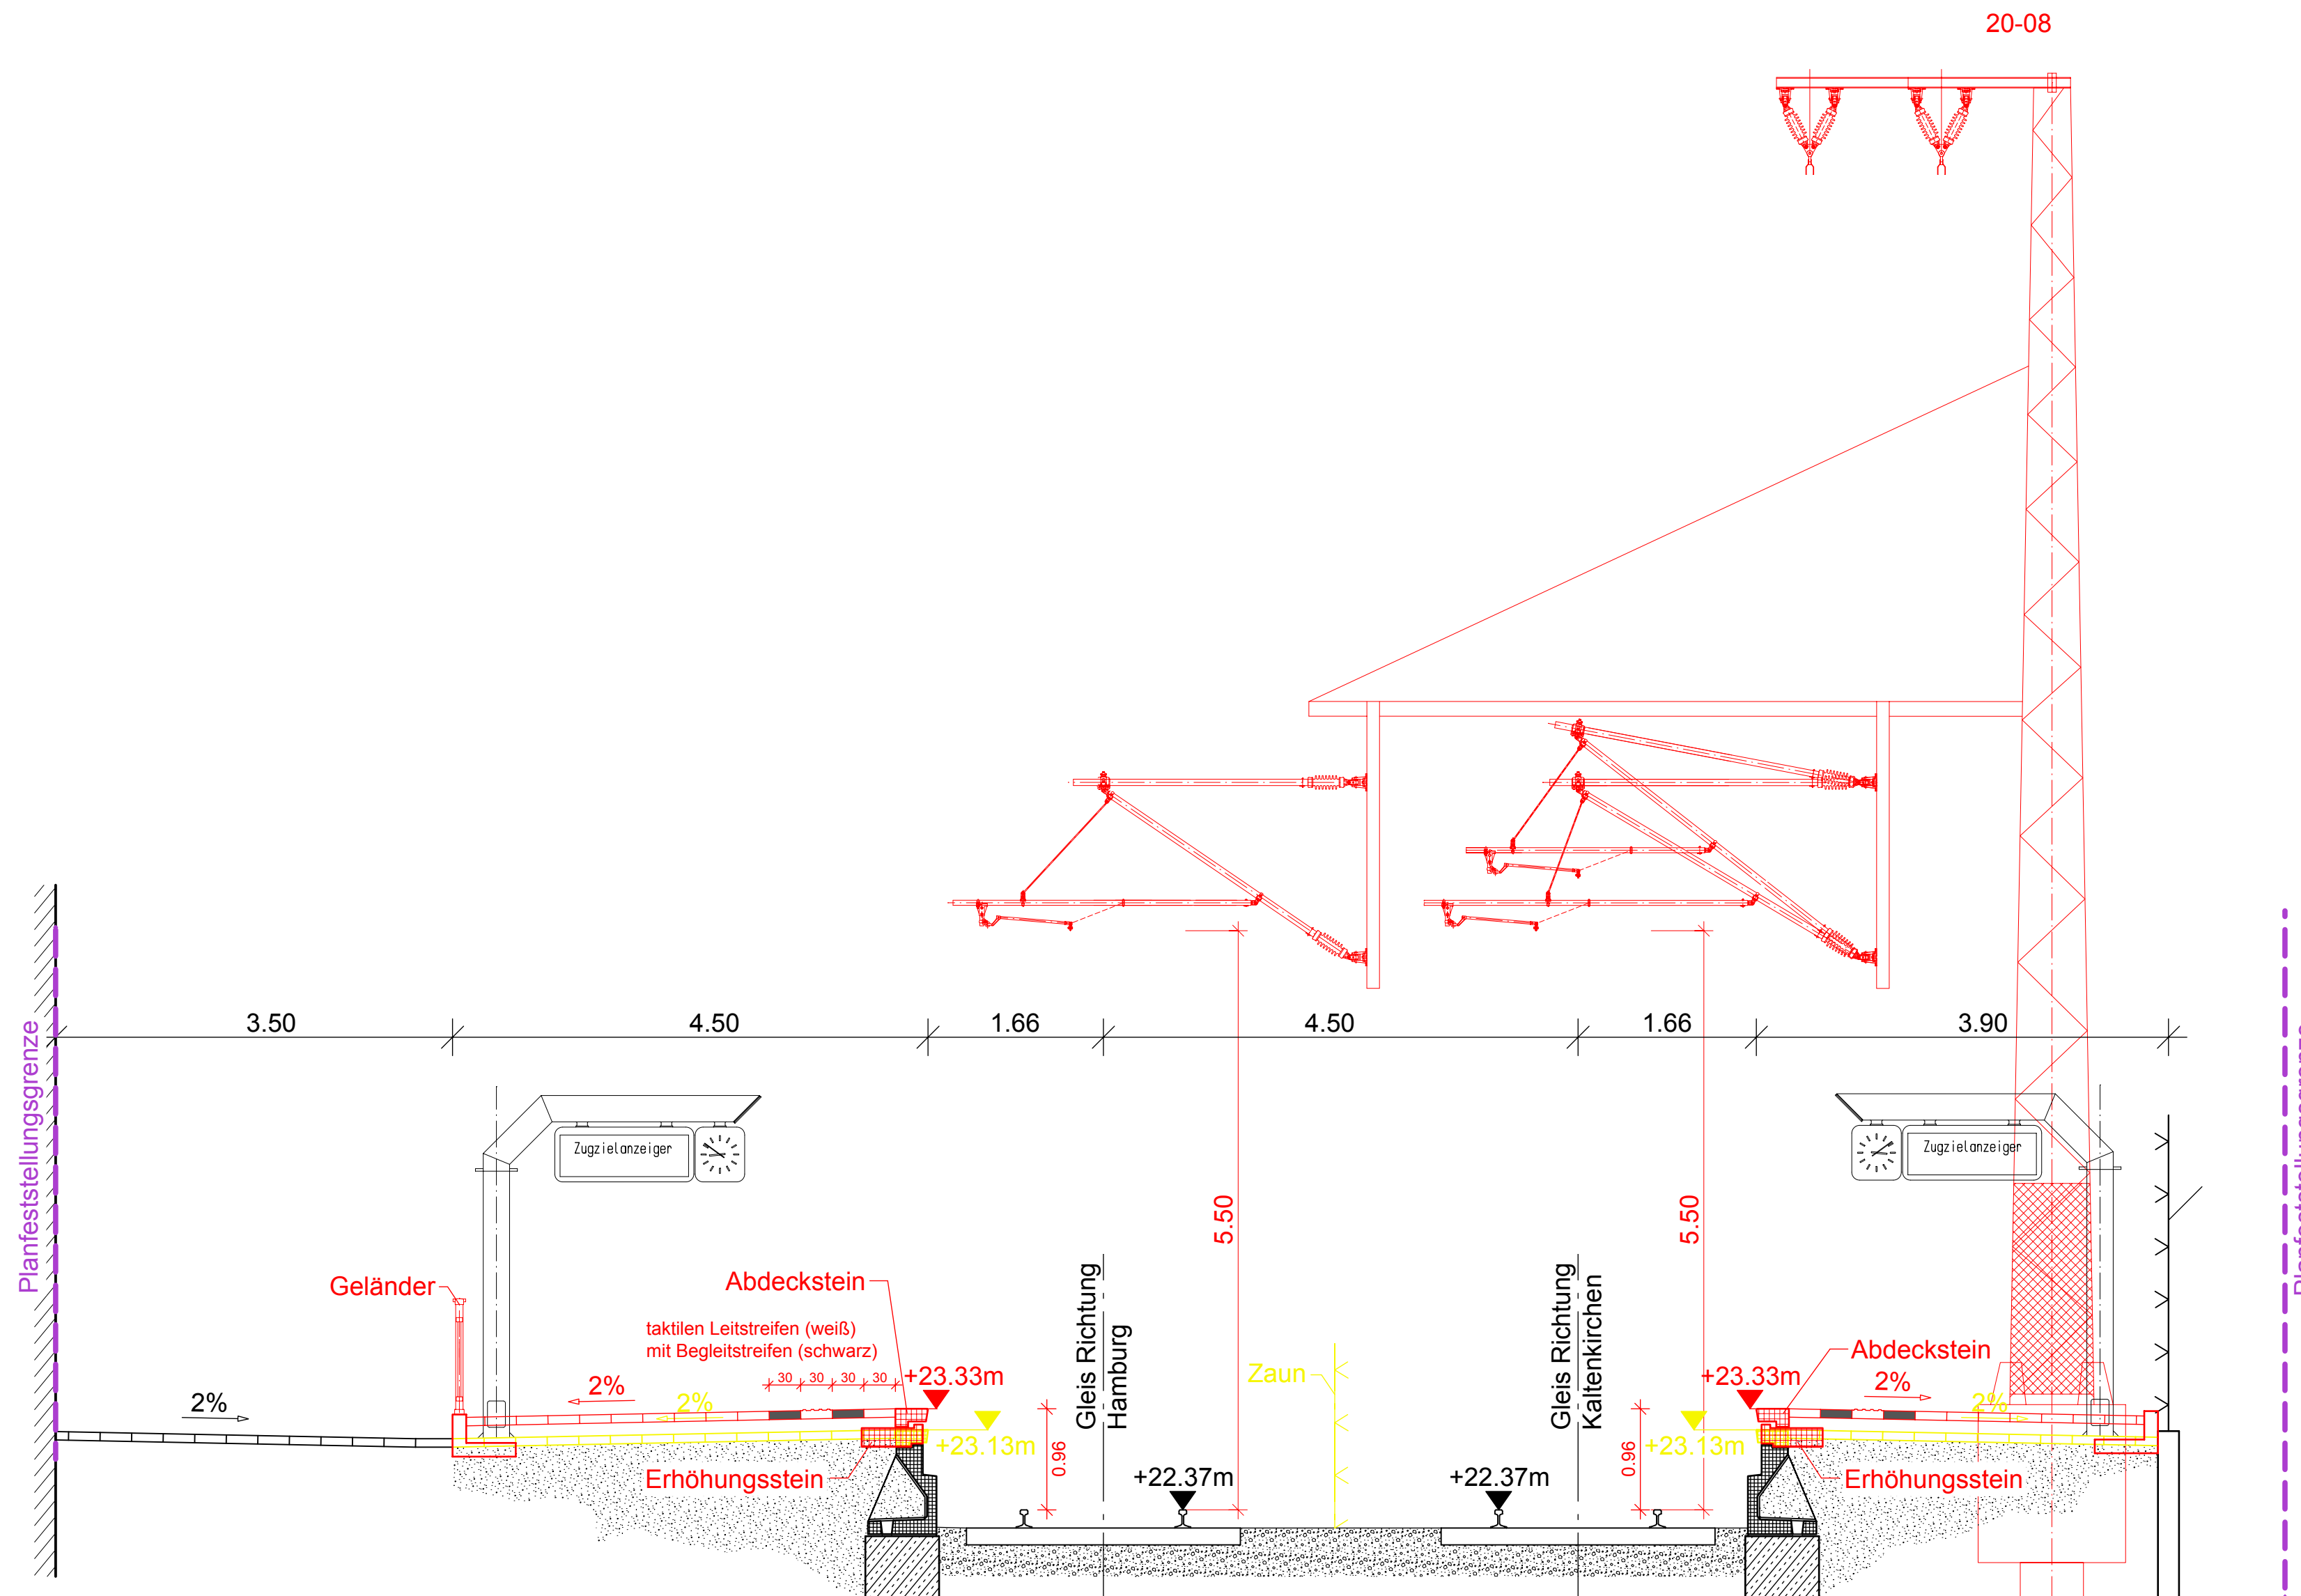 20-08
3.50
4.50
1.66
4.50
1.66
3.90
Planfeststellungsgrenze
Zugzielanzeiger
Zugzielanzeiger
5.50
5.50
Geländer
Abdeckstein
taktilen Leitstreifen (weiß)
mit Begleitstreifen (schwarz)
30 30 30 30
2%
2%
2%
+23.33m
+23.13m
0.96
Gleis Richtung
Hamburg
+22.37m
Zaun
Gleis Richtung
Kaltenkirchen
+22.37m
0.96
+23.33m
+23.13m
Abdeckstein
2%
2%
Erhöhungsstein
Erhöhungsstein
Planfeststellungsgrenze